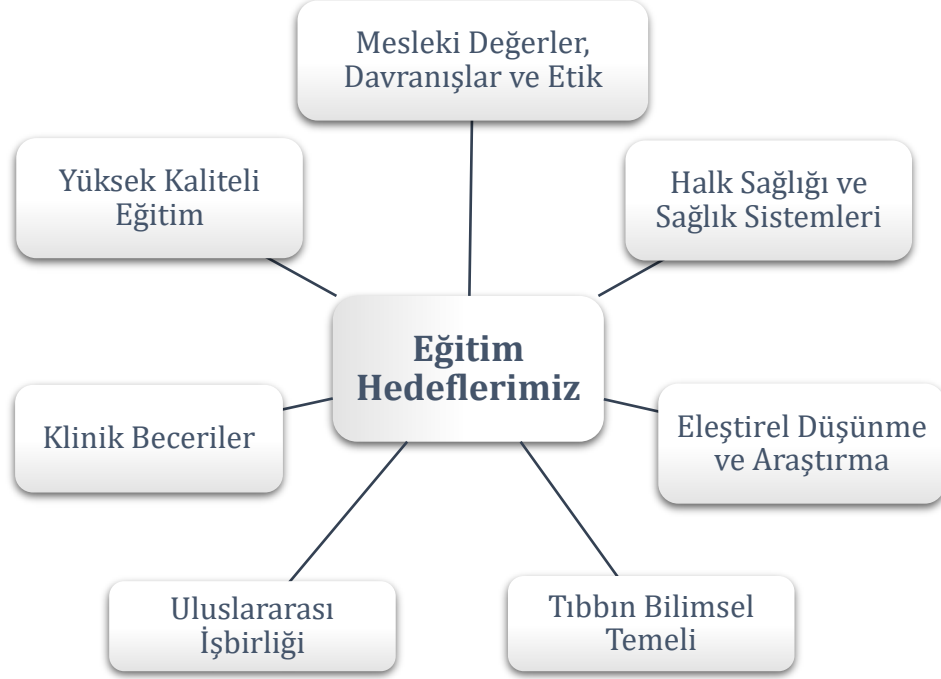 Mesleki Değerler,
Davranışlar ve Etik
Yüksek Kaliteli
Eğitim
Halk Sağlığı ve
Sağlık Sistemleri
Eğitim
Hedeflerimiz
Klinik Beceriler
Eleştirel Düşünme
ve Araştırma
Uluslararası
İşbirliği
Tıbbın Bilimsel
Temeli